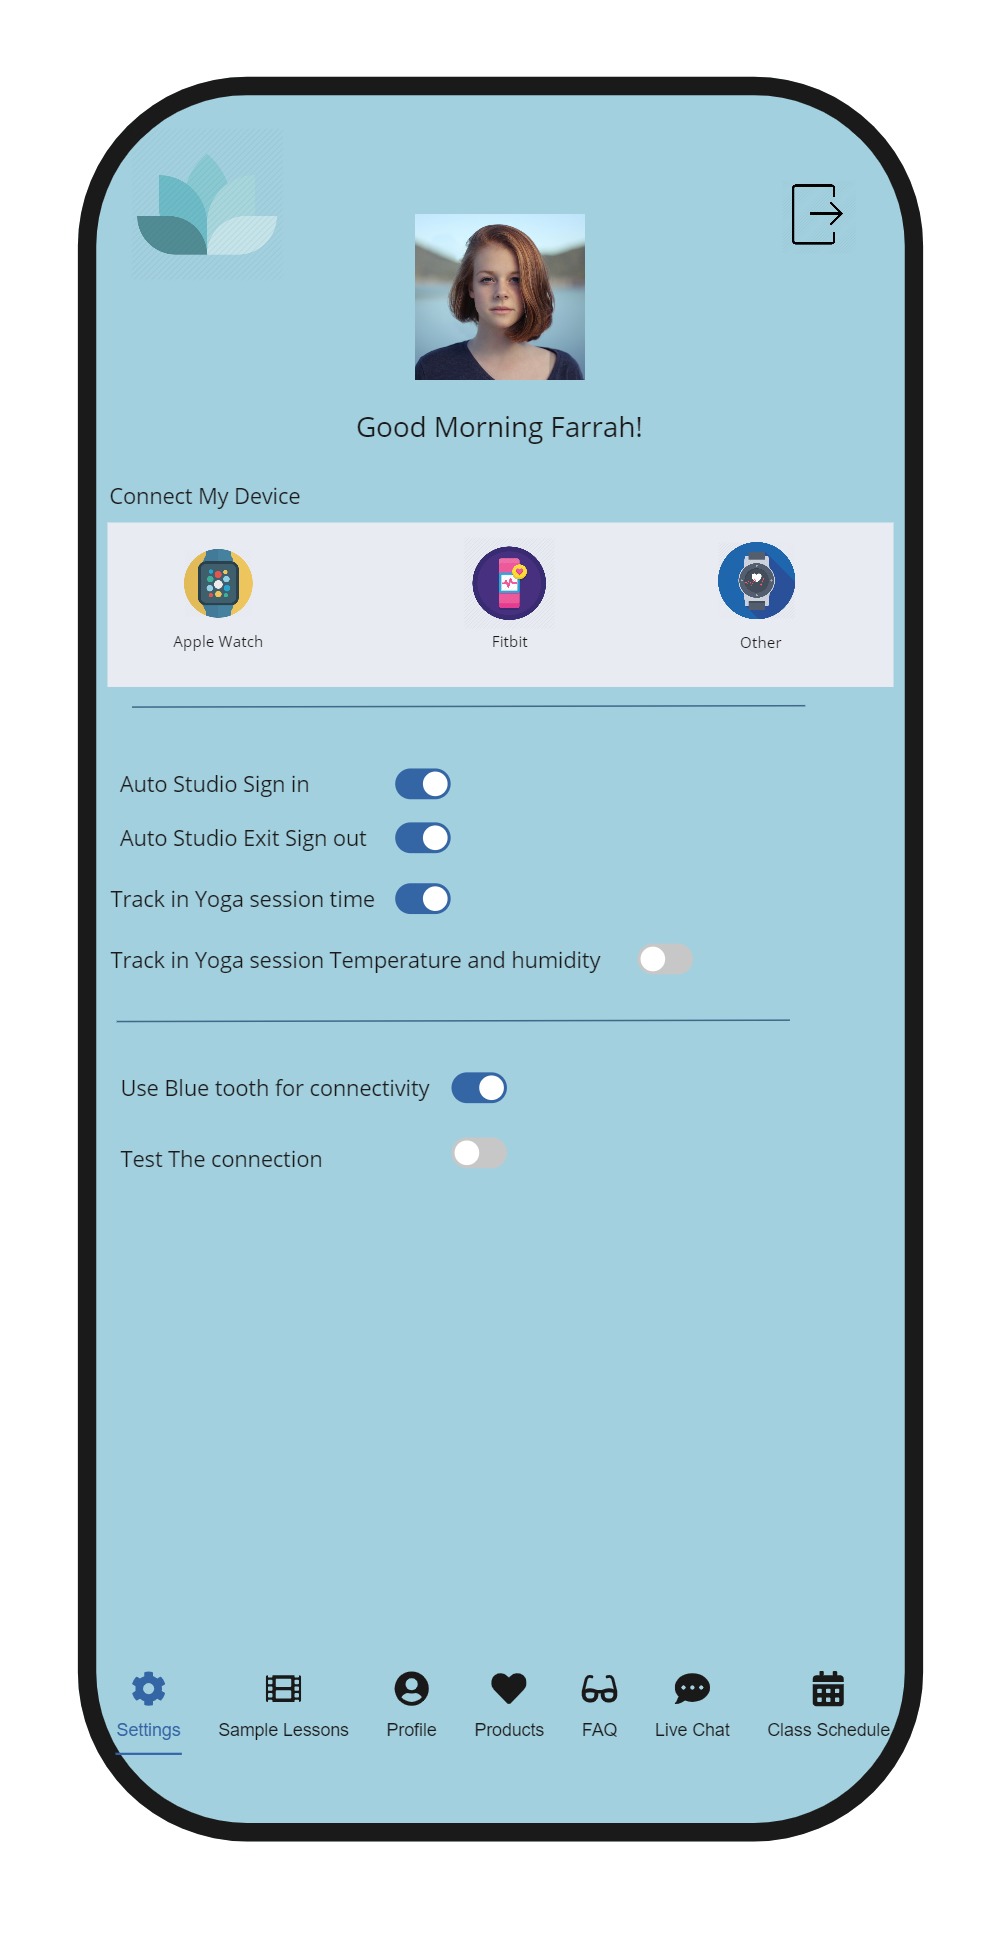 Good Morning Farrah!
Connect My Device
Apple Watch
Fitbit
Other
Auto Studio Sign in
Auto Studio Exit Sign out
Track in Yoga session time
Track in Yoga session Temperature and humidity
Use Blue tooth for connectivity
Test The connection
Settings
Sample Lessons
Profile
Products
FAQ
Live Chat
Class Schedule